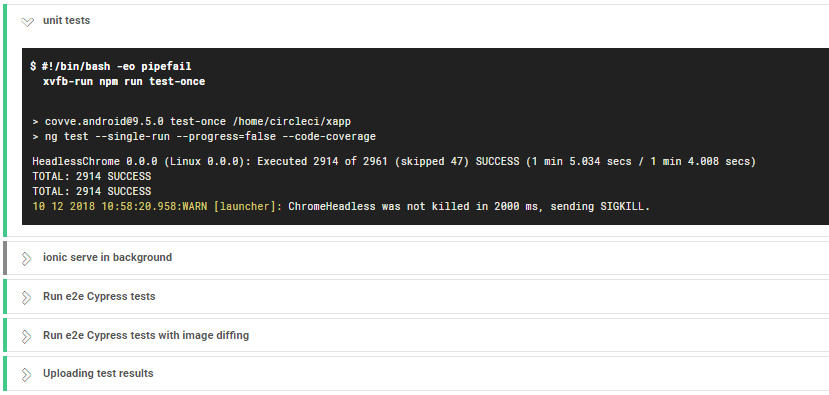 unit tests
$ #!/bin/bash -eo pipefail
xvfb-run npm run test-once
> covve.android@9.5.0 test-once /home/circleci/xapp
> ng test --single-run --progress=false --code-coverage
HeadlessChrome 0.0.0 (Linux 0.0.0): Executed 2914 of 2961 (skipped 47) SUCCESS (1 min 5.034 secs / 1 min 4.008 secs)
TOTAL: 2914 SUCCESS
TOTAL: 2914 SUCCESS
10 12 2018 10:58:20.958:WARN [launcher]: ChromeHeadless was not killed in 2000 ms, sending SIGKILL.
ionic serve in background
Run e2e Cypress tests
Run e2e Cypress tests with image diffing
Uploading test results